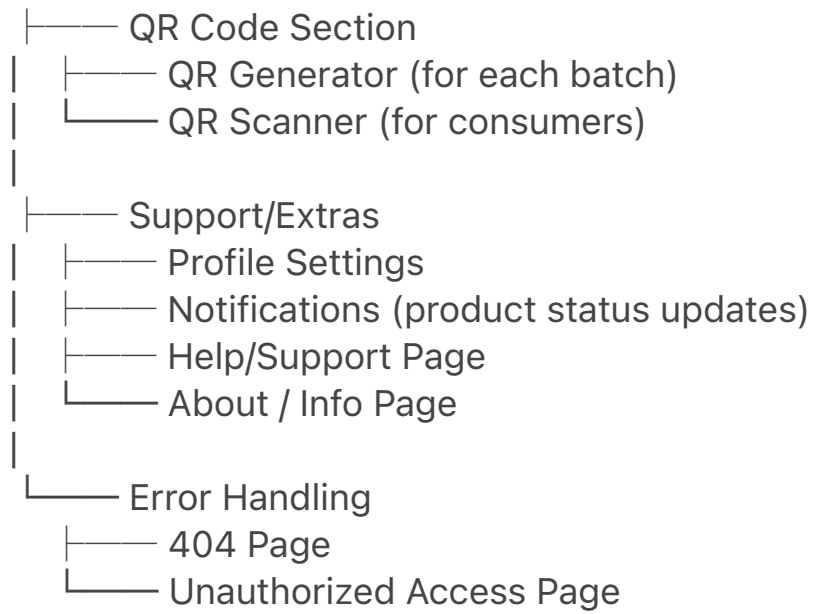 ├── QR Code Section
│ ├── QR Generator (for each batch)
│ └── QR Scanner (for consumers)
│
├── Support/Extras
│ ├── Profile Settings
│ ├── Notifications (product status updates)
│ ├── Help/Support Page
│ └── About / Info Page
│
└── Error Handling
├── 404 Page
└── Unauthorized Access Page